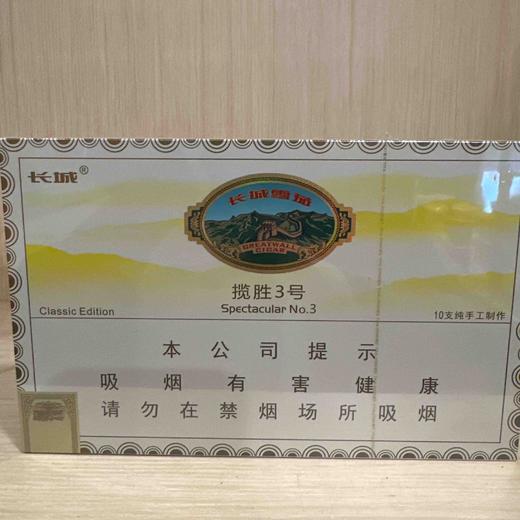 长城®
长城雪茄
GREATWALL
CIGAR
揽胜3号
Spectacular No.3
Classic Edition
10支纯手工制作
本公司提示
吸烟有害健康
请勿在禁烟场所吸烟